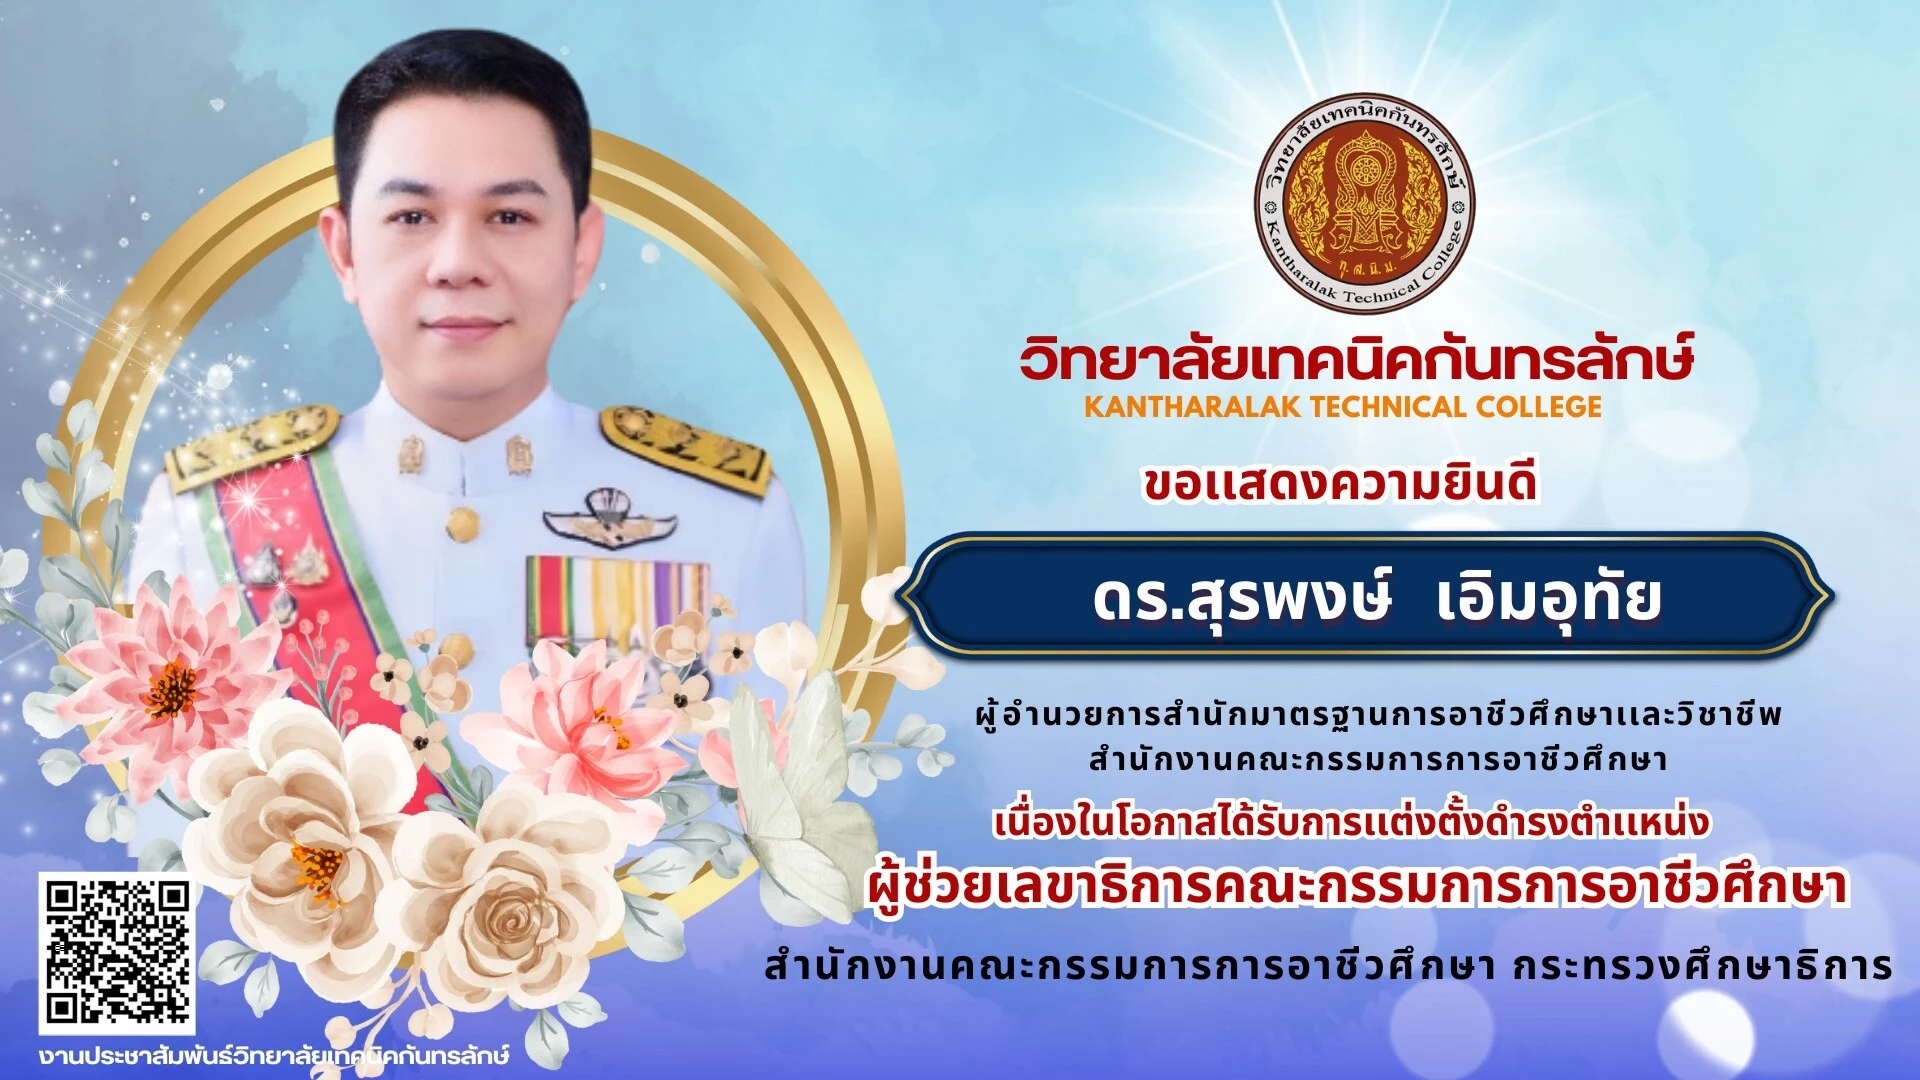 วิทยาลัยเทคนิคกันทรลักษ์
ทุ. ส. นิ. ม.
Kantharalak Technical College
วิทยาลัยเทคนิคกันทรลักษ์
KANTHARALAK TECHNICAL COLLEGE
ขอแสดงความยินดี
ดร.สุรพงษ์ เอิมอุทัย
ผู้อำนวยการสำนักมาตรฐานการอาชีวศึกษาและวิชาชีพ
สำนักงานคณะกรรมการการอาชีวศึกษา
เนื่องในโอกาสได้รับการแต่งตั้งดำรงตำแหน่ง
ผู้ช่วยเลขาธิการคณะกรรมการการอาชีวศึกษา
สำนักงานคณะกรรมการการอาชีวศึกษา กระทรวงศึกษาธิการ
งานประชาสัมพันธ์วิทยาลัยเทคนิคกันทรลักษ์